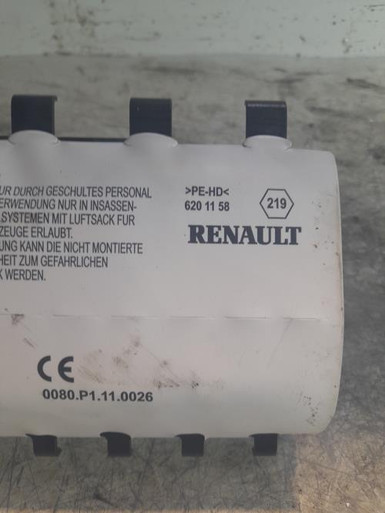 UR DURCH GESCHULTES PERSONAL
ERWENDUNG NUR IN INSASSEN-
SYSTEMEN MIT LUFTSACK FUR
ZEUGE ERLAUBT.
UNG KANN DIE NICHT MONTIERTE
HEIT ZUM GEFAHRLICHEN
K WERDEN.
>PE-HD<
620 11 58
219
RENAULT
CE
0080.P1.11.0026